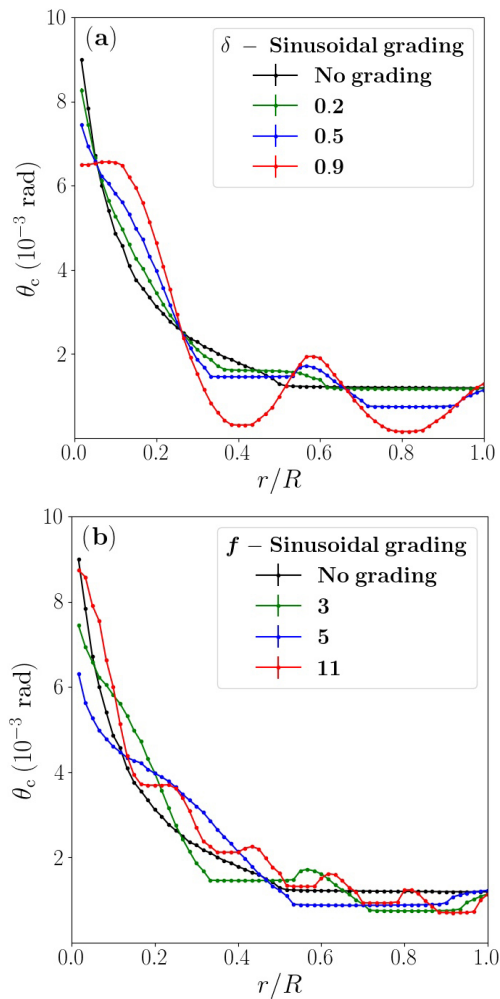 (a)
δ − Sinusoidal grading
No grading
0.2
0.5
0.9
10
8
6
4
2
θc (10−3 rad)
0.0 0.2 0.4 0.6 0.8 1.0
r/R
(b)
f − Sinusoidal grading
No grading
3
5
11
10
8
6
4
2
θc (10−3 rad)
0.0 0.2 0.4 0.6 0.8 1.0
r/R